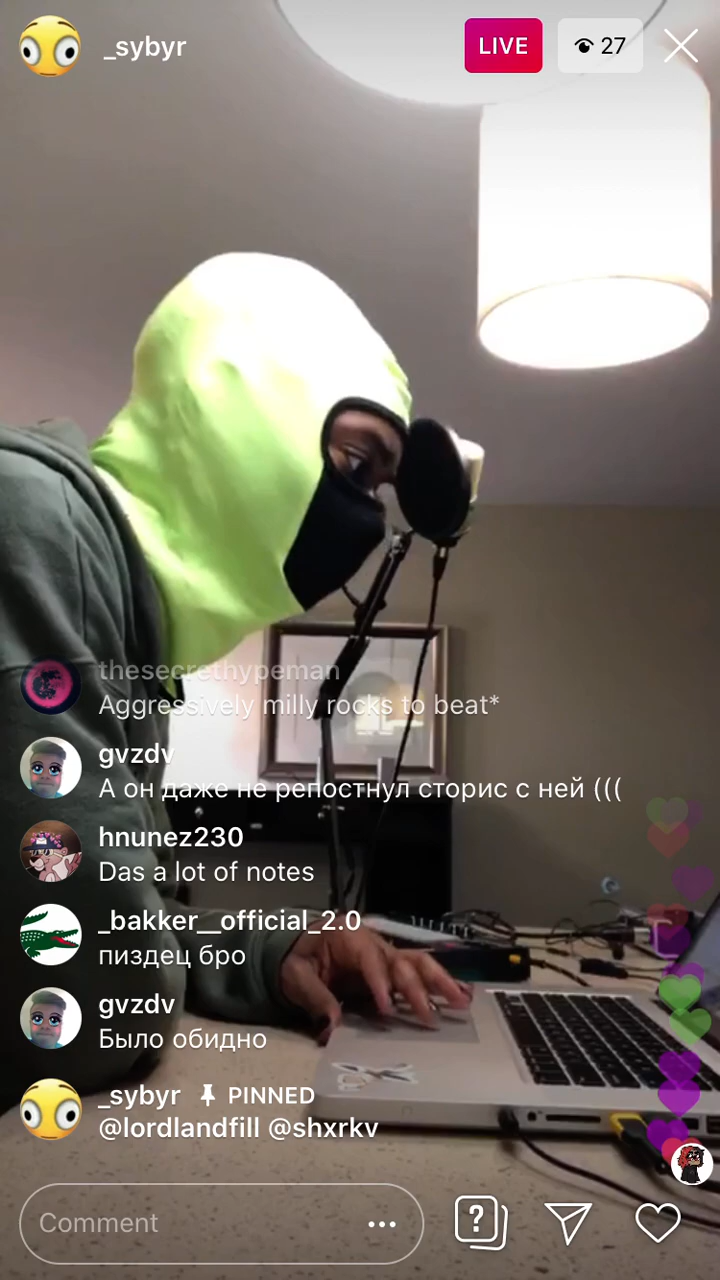 _sybyr
LIVE
27
thesecrethypeman
Aggressively milly rocks to beat*
gvzdv
А он даже не репостнул сторис с ней (((
hnunez230
Das a lot of notes
_bakker__official_2.0
пиздец бро
gvzdv
Было обидно
_sybyr PINNED
@lordlandfill @shxrkv
Comment
?